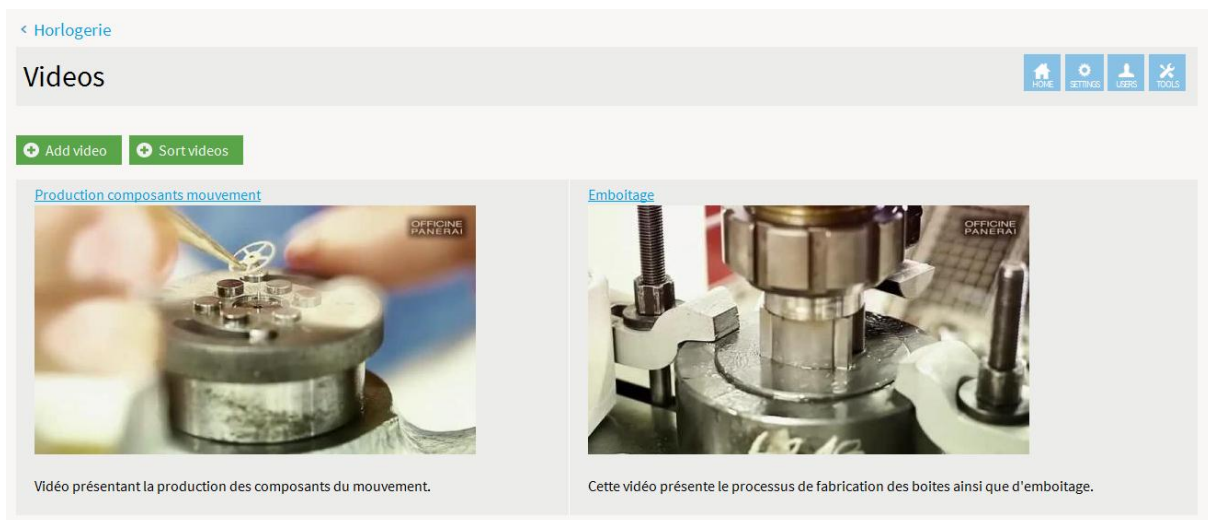 < Horlogerie
Videos
HOME SETTINGS USERS TOOLS
Add video Sort videos
Production composants mouvement
OFFICINE
PANERAI
Vidéo présentant la production des composants du mouvement.
Emboitage
OFFICINE
PANERAI
Cette vidéo présente le processus de fabrication des boites ainsi que d'emboitage.